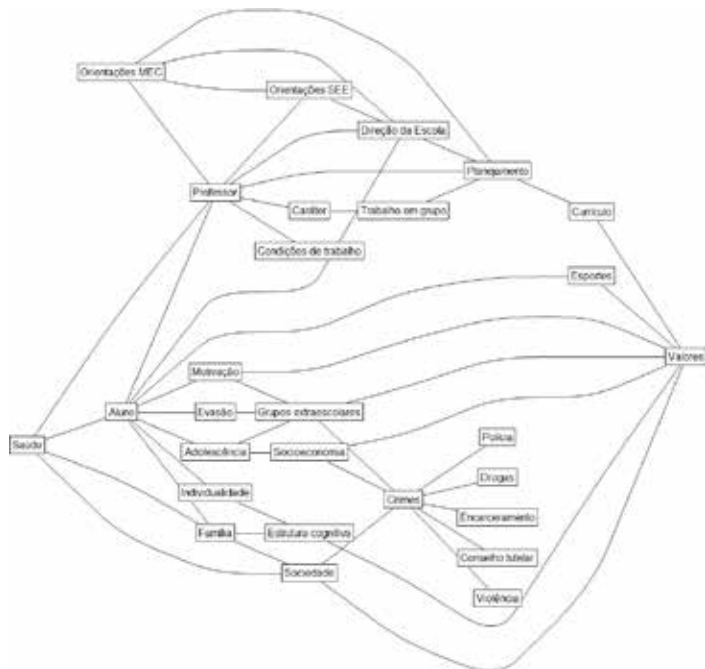 Orientações MEC
Orientações SEE
Direção da Escola
Planejamento
Professor
Caráter
Trabalho em grupo
Currículo
Condições de trabalho
Esportes
Valores
Motivação
Aluno
Evasão
Grupos extraescolares
Saúde
Adolescência
Socioeconomia
Polícia
Drogas
Individualidade
Crimes
Encarceramento
Família
Estrutura cognitiva
Conselho tutelar
Sociedade
Violência